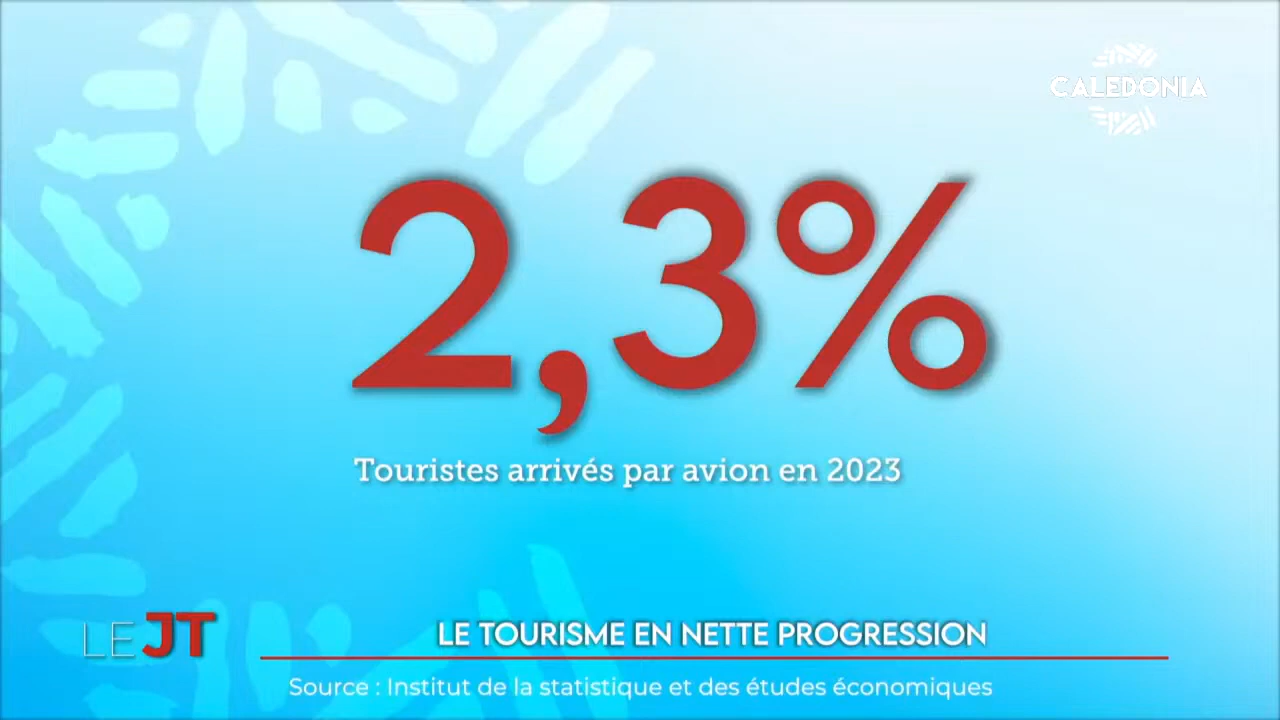 CALEDONIA
2,3%
Touristes arrivés par avion en 2023
LE JT
LE TOURISME EN NETTE PROGRESSION
Source : Institut de la statistique et des études économiques